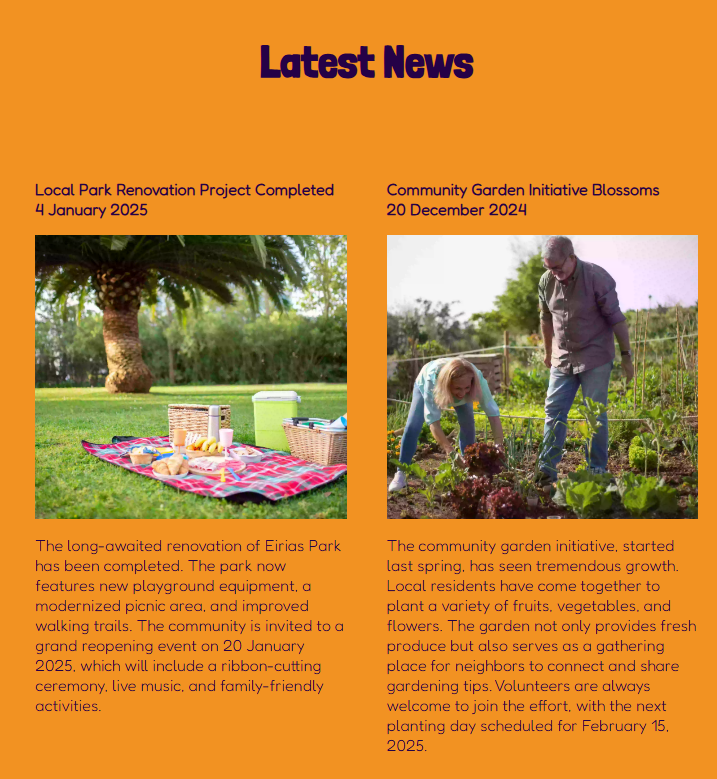 Latest News
Local Park Renovation Project Completed
4 January 2025
The long-awaited renovation of Eirias Park
has been completed. The park now
features new playground equipment, a
modernized picnic area, and improved
walking trails. The community is invited to a
grand reopening event on 20 January
2025, which will include a ribbon-cutting
ceremony, live music, and family-friendly
activities.
Community Garden Initiative Blossoms
20 December 2024
The community garden initiative, started
last spring, has seen tremendous growth.
Local residents have come together to
plant a variety of fruits, vegetables, and
flowers. The garden not only provides fresh
produce but also serves as a gathering
place for neighbors to connect and share
gardening tips. Volunteers are always
welcome to join the effort, with the next
planting day scheduled for February 15,
2025.